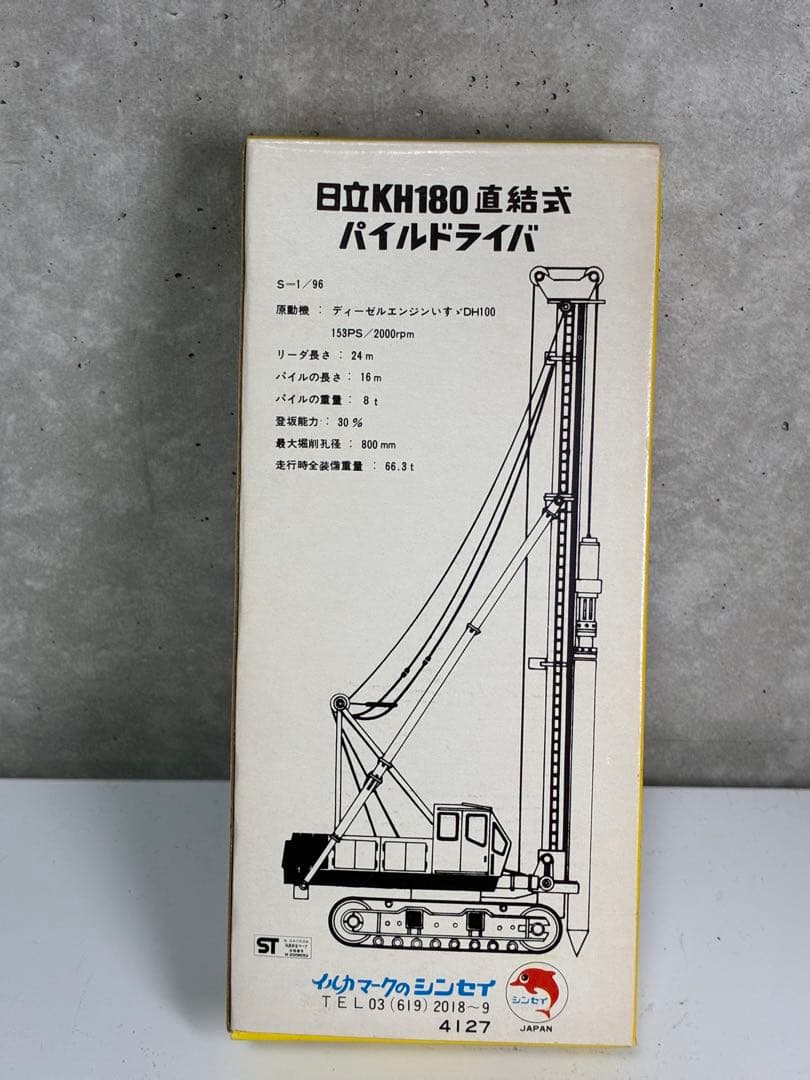 日立KH180 直結式
パイルドライバ
S-1/96
原動機 : ディーゼルエンジンいすゞDH100
153PS/2000rpm
リーダ長さ : 24m
パイルの長さ : 16m
パイルの重量 : 8t
登坂能力 : 30%
最大堀削孔径 : 800mm
走行時全装備重量 : 66.3t
ST
イルカマークのシンセイ
TEL 03(619)2018~9
4127
シンセイ
JAPAN